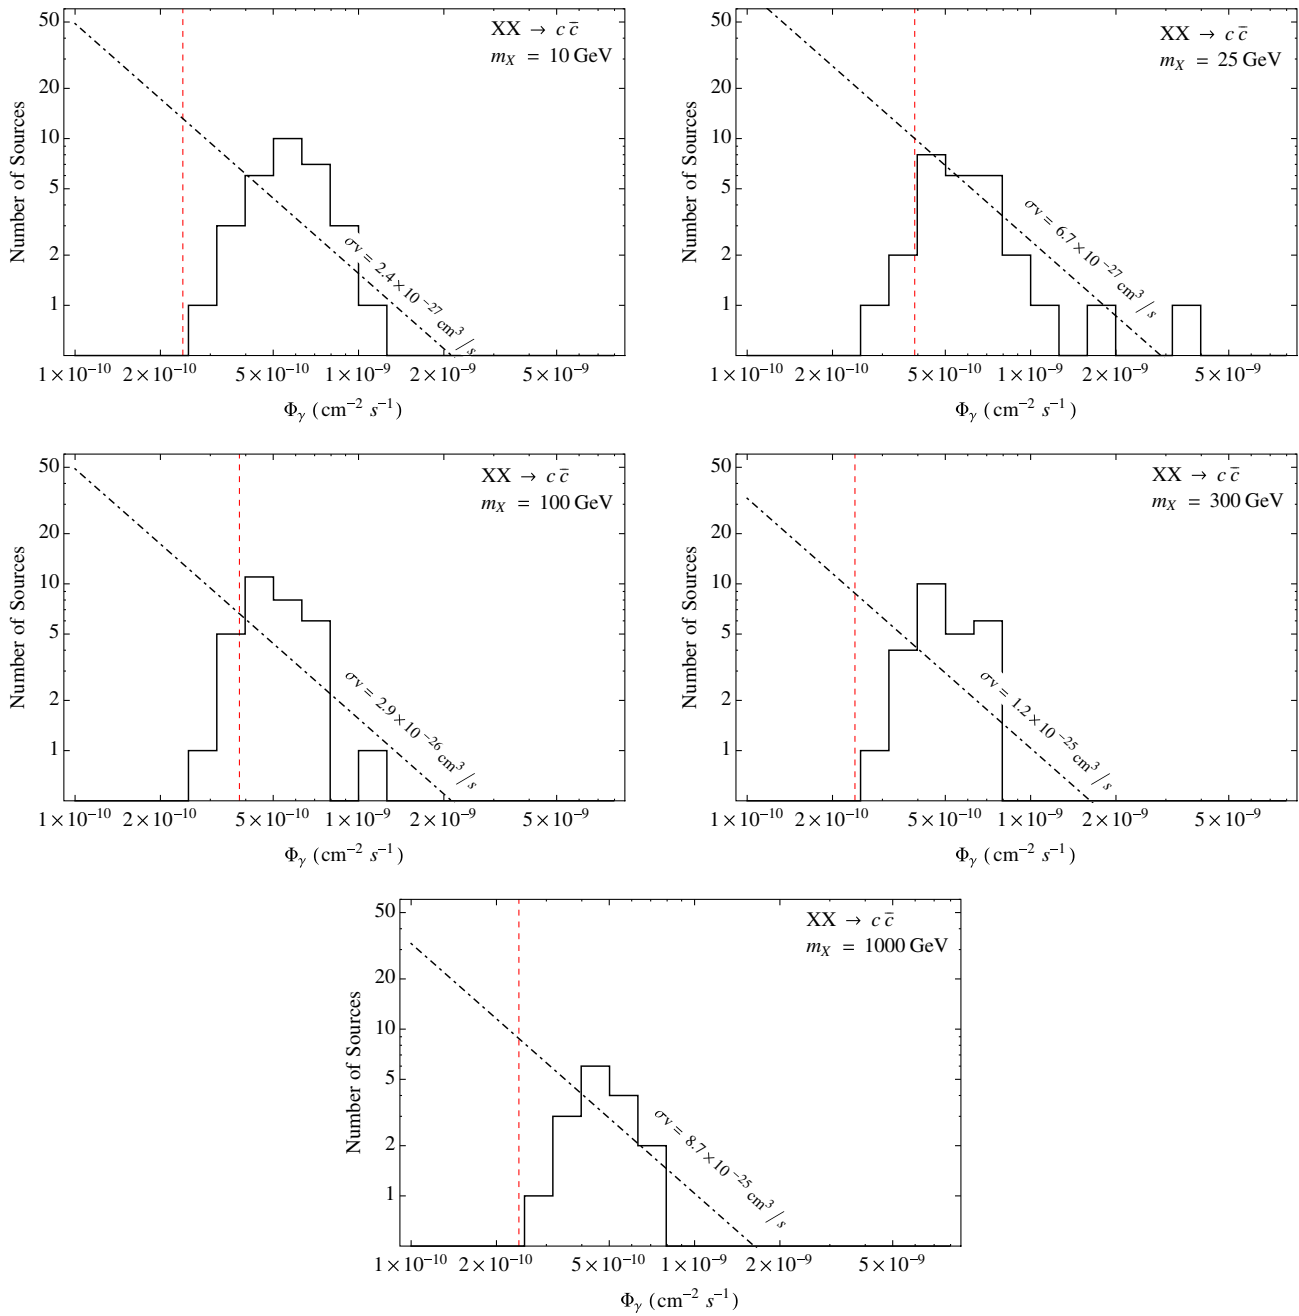 XX → c c̄
m_X = 10 GeV
50
20
10
5
2
1
Number of Sources
σv = 2.4×10⁻²⁷ cm³/s
1×10⁻¹⁰ 2×10⁻¹⁰ 5×10⁻¹⁰ 1×10⁻⁹ 2×10⁻⁹ 5×10⁻⁹
Φ_γ (cm⁻² s⁻¹)
XX → c c̄
m_X = 25 GeV
50
20
10
5
2
1
Number of Sources
σv = 6.7×10⁻²⁷ cm³/s
1×10⁻¹⁰ 2×10⁻¹⁰ 5×10⁻¹⁰ 1×10⁻⁹ 2×10⁻⁹ 5×10⁻⁹
Φ_γ (cm⁻² s⁻¹)
XX → c c̄
m_X = 100 GeV
50
20
10
5
2
1
Number of Sources
σv = 2.9×10⁻²⁶ cm³/s
1×10⁻¹⁰ 2×10⁻¹⁰ 5×10⁻¹⁰ 1×10⁻⁹ 2×10⁻⁹ 5×10⁻⁹
Φ_γ (cm⁻² s⁻¹)
XX → c c̄
m_X = 300 GeV
50
20
10
5
2
1
Number of Sources
σv = 1.2×10⁻²⁵ cm³/s
1×10⁻¹⁰ 2×10⁻¹⁰ 5×10⁻¹⁰ 1×10⁻⁹ 2×10⁻⁹ 5×10⁻⁹
Φ_γ (cm⁻² s⁻¹)
XX → c c̄
m_X = 1000 GeV
50
20
10
5
2
1
Number of Sources
σv = 8.7×10⁻²⁵ cm³/s
1×10⁻¹⁰ 2×10⁻¹⁰ 5×10⁻¹⁰ 1×10⁻⁹ 2×10⁻⁹ 5×10⁻⁹
Φ_γ (cm⁻² s⁻¹)